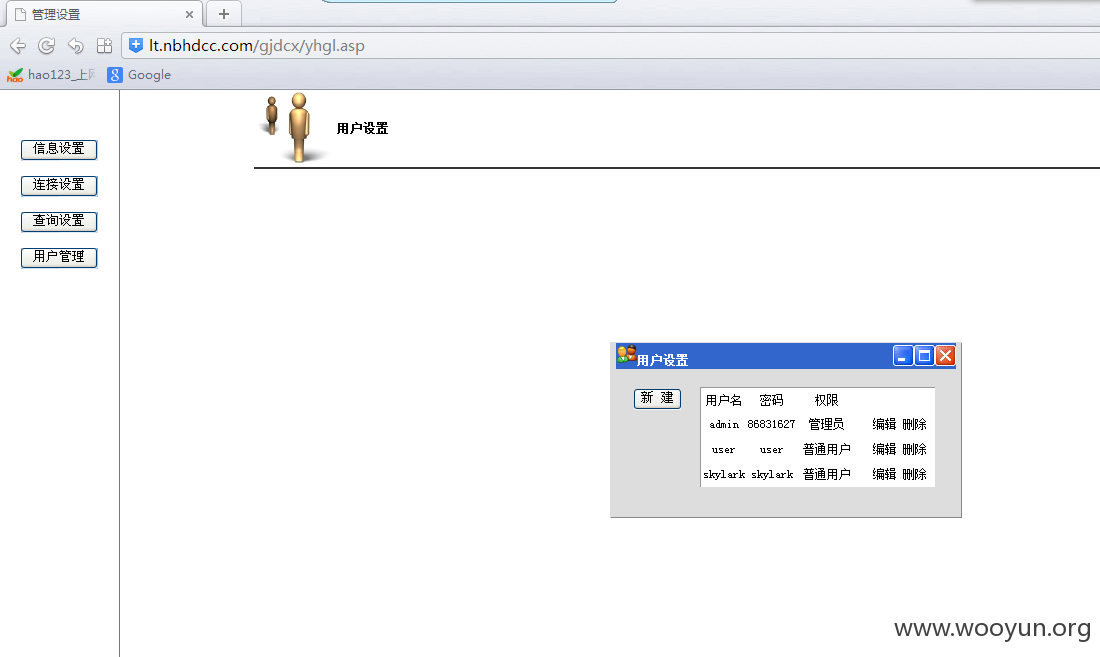 管理设置
lt.nbhdcc.com/gjdcx/yhgl.asp
hao123_上网
Google
用户设置
信息设置
连接设置
查询设置
用户管理
用户设置
新 建
用户名 密码 权限
admin 86831627 管理员 编辑 删除
user user 普通用户 编辑 删除
skylark skylark 普通用户 编辑 删除
www.wooyun.org